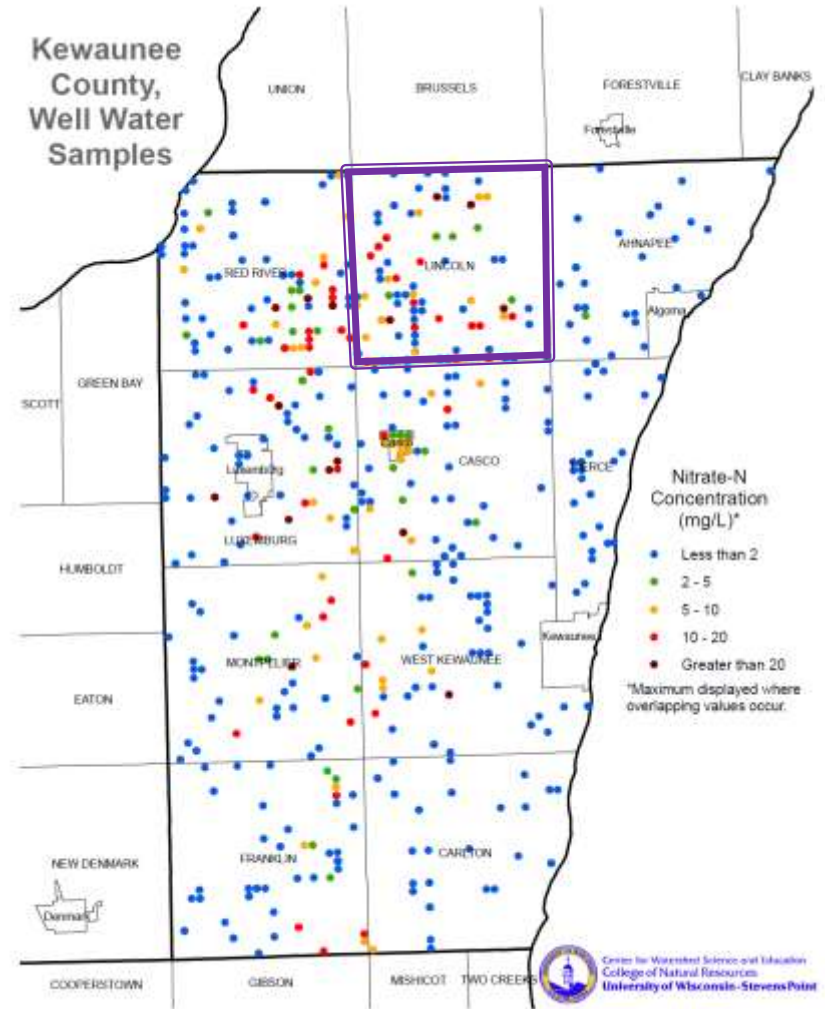 Kewaunee
County,
Well Water
Samples
UNION
BRUSSELS
FORESTVILLE
CLAY BANKS
Forestville
RED RIVER
LINCOLN
AHNAPEE
Algoma
SCOTT
GREEN BAY
Casco
Luxemburg
CASCO
PIERCE
LUXEMBURG
HUMBOLDT
Nitrate-N
Concentration
(mg/L)*
Less than 2
2 - 5
5 - 10
10 - 20
Greater than 20
*Maximum displayed where
overlapping values occur.
Kewaunee
MONTPELIER
WEST KEWAUNEE
EATON
NEW DENMARK
FRANKLIN
CARLTON
Denmark
COOPERSTOWN
GIBSON
MISHICOT
TWO CREEKS
Center for Watershed Science and Education
College of Natural Resources
University of Wisconsin-Stevens Point